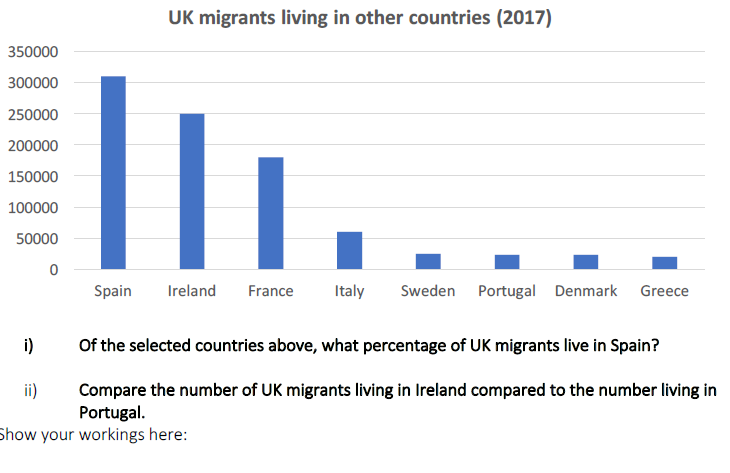 UK migrants living in other countries (2017)
350000
300000
250000
200000
150000
100000
50000
0
Spain Ireland France Italy Sweden Portugal Denmark Greece
i) Of the selected countries above, what percentage of UK migrants live in Spain?
ii) Compare the number of UK migrants living in Ireland compared to the number living in
Portugal.
Show your workings here: